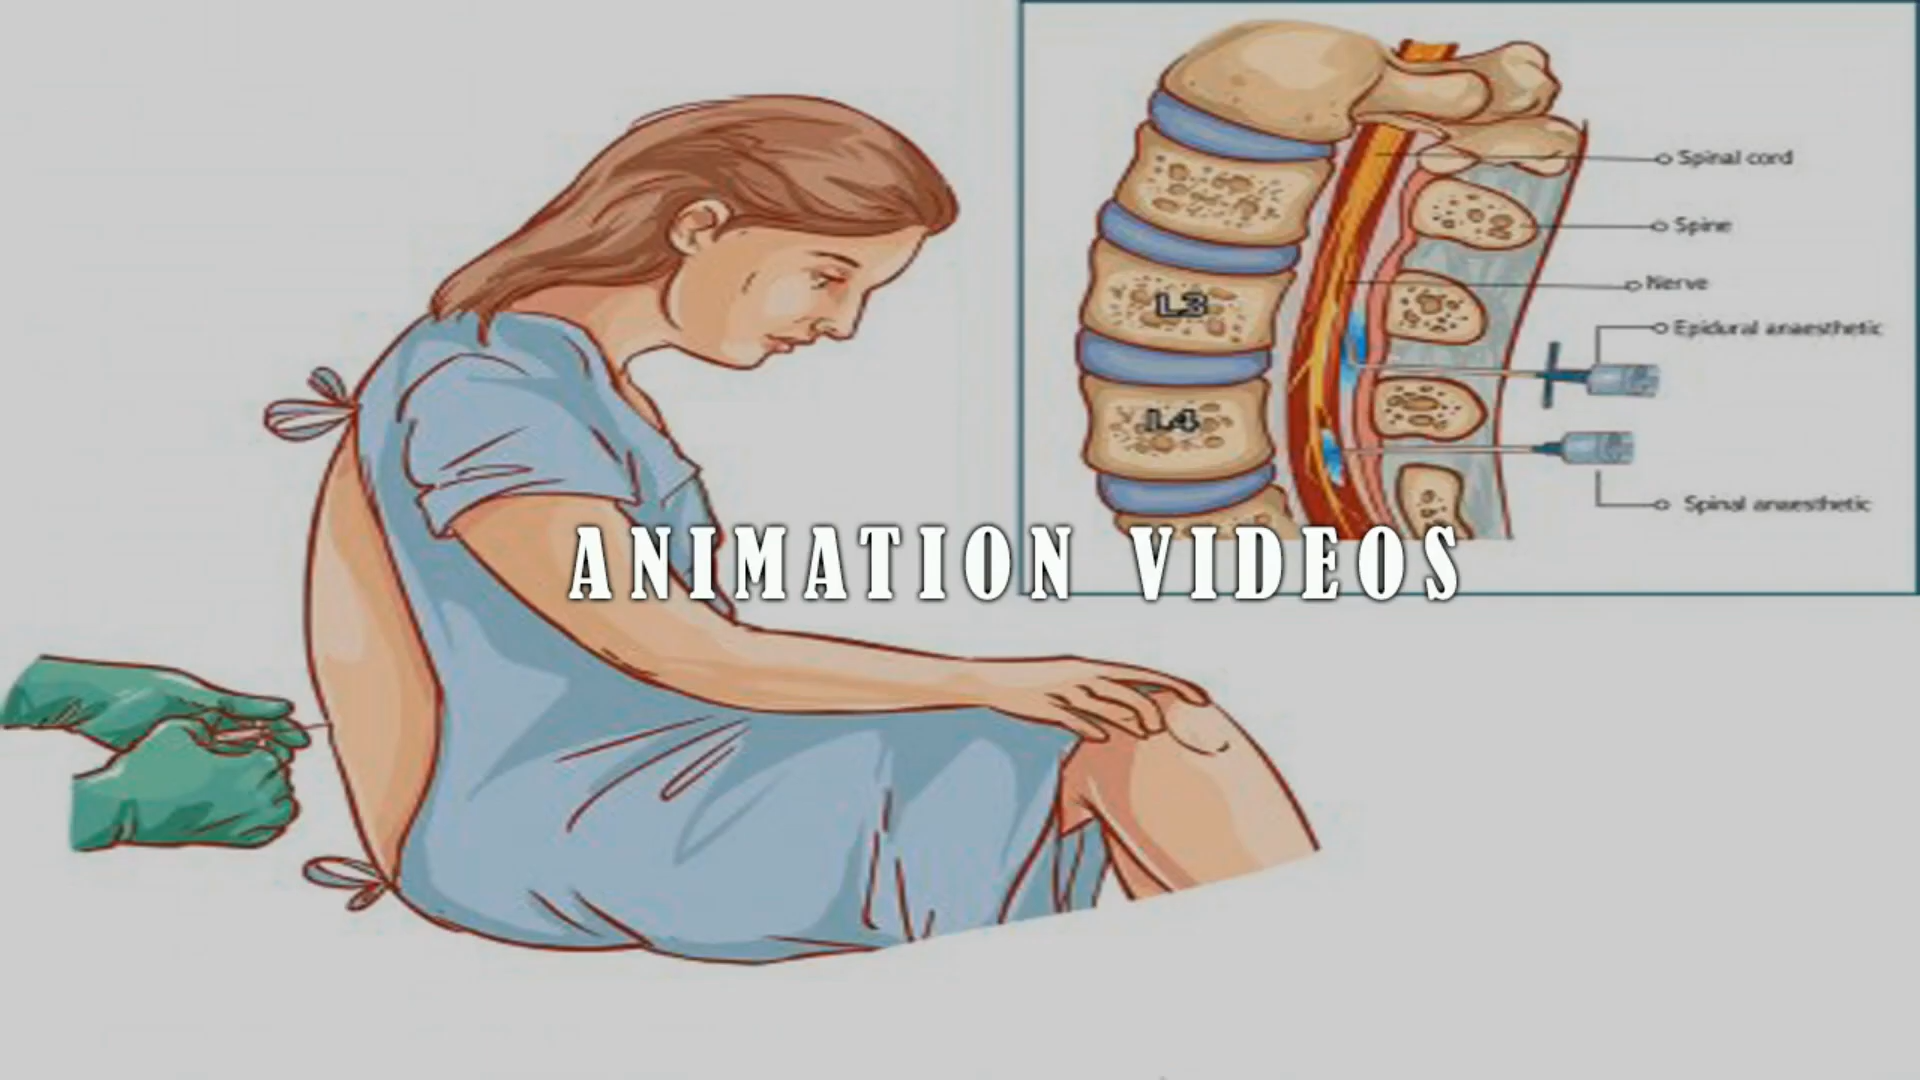 Spinal cord
Spine
Nerve
L3
Epidural anaesthetic
L4
Spinal anaesthetic
ANIMATION VIDEOS